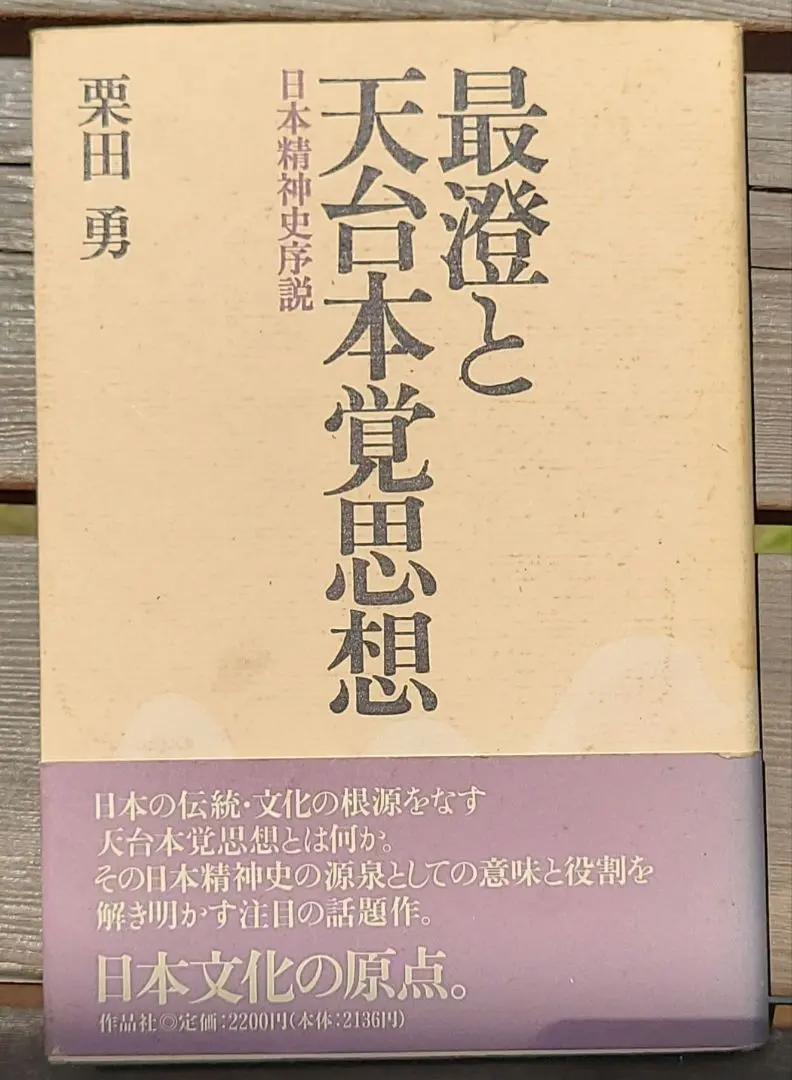 最澄と
天台本覚思想
日本精神史序説
栗田 勇
日本の伝統・文化の根源をなす
天台本覚思想とは何か。
その日本精神史の源泉としての意味と役割を
解き明かす注目の話題作。
日本文化の原点。
作品社◎定価：2200円（本体：2136円）